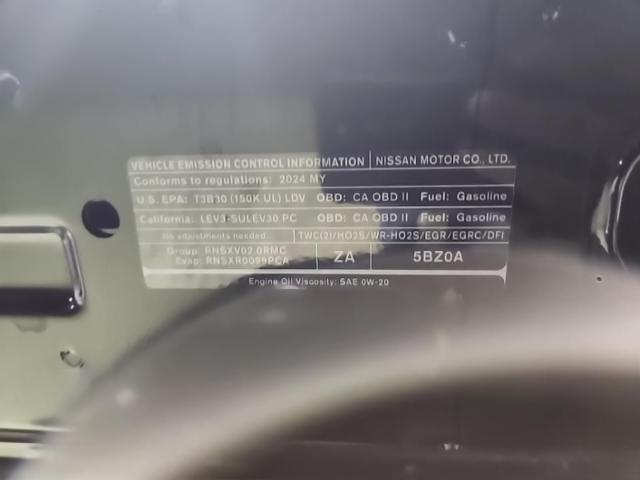 VEHICLE EMISSION CONTROL INFORMATION NISSAN MOTOR CO., LTD.
Conforms to regulations: 2024 MY
U.S. EPA: T3B30 (150K UL) LDV OBD: CA OBD II Fuel: Gasoline
California: LEV3-SULEV30 PC OBD: CA OBD II Fuel: Gasoline
No adjustments needed. TWC(2)/HO2S/WR-HO2S/EGR/EGRC/DFI
Group: RNSXV02.0RMC
Evap: RNSXR0099PCA
ZA
5BZ0A
Engine Oil Viscosity: SAE 0W-20